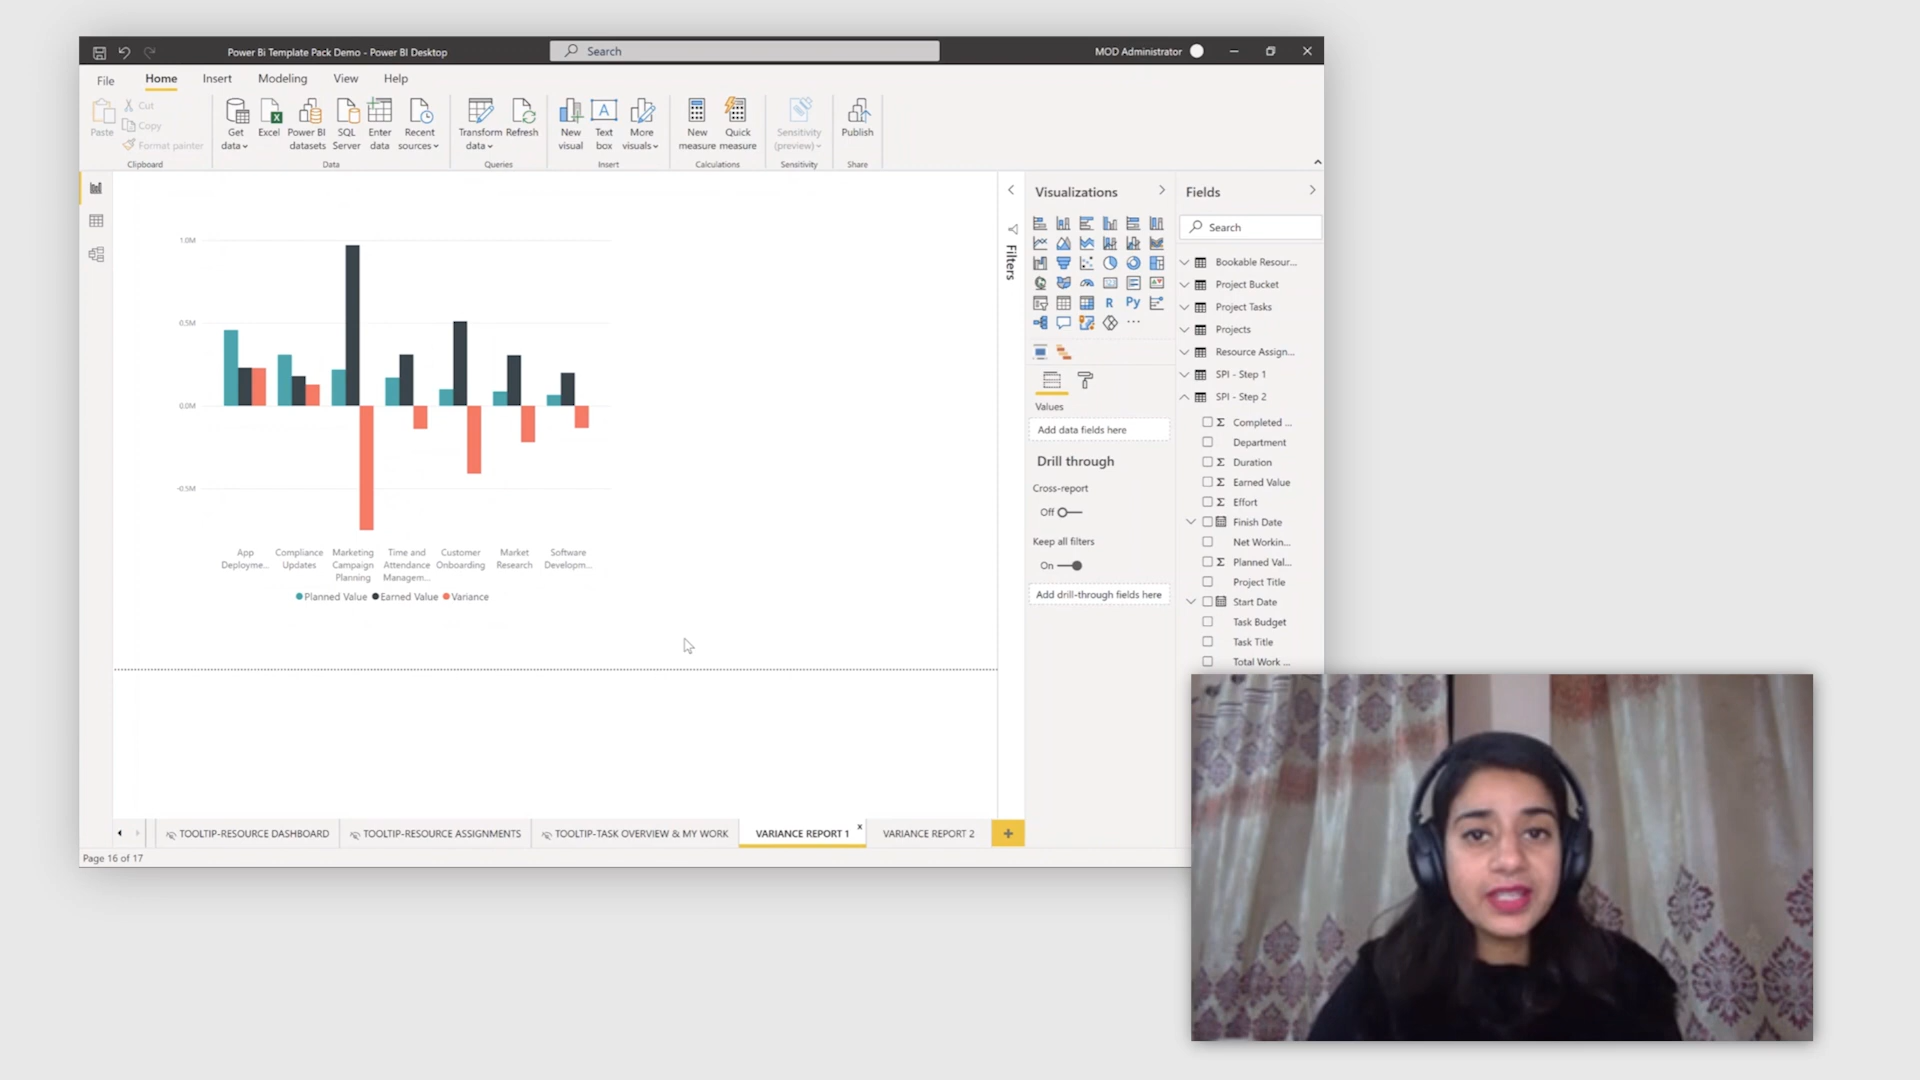 Power Bi Template Pack Demo - Power BI Desktop
Search
MOD Administrator
File
Home
Insert
Modeling
View
Help
Paste
Cut
Copy
Format painter
Clipboard
Get data
Excel
Power BI datasets
SQL Server
Enter data
Recent sources
Data
Transform data
Refresh
Queries
New visual
Text box
More visuals
Insert
New measure
Quick measure
Calculations
Sensitivity (preview)
Sensitivity
Publish
Share
1.0M
0.5M
0.0M
-0.5M
App Deployme...
Compliance Updates
Marketing Campaign Planning
Time and Attendance Managem...
Customer Onboarding
Market Research
Software Developm...
Planned Value
Earned Value
Variance
Filters
Visualizations
R
Py
Values
Add data fields here
Drill through
Cross-report
Off
Keep all filters
On
Add drill-through fields here
Fields
Search
Bookable Resour...
Project Bucket
Project Tasks
Projects
Resource Assign...
SPI - Step 1
SPI - Step 2
Completed ...
Department
Duration
Earned Value
Effort
Finish Date
Net Workin...
Planned Val...
Project Title
Start Date
Task Budget
Task Title
Total Work ...
TOOLTIP-RESOURCE DASHBOARD
TOOLTIP-RESOURCE ASSIGNMENTS
TOOLTIP-TASK OVERVIEW & MY WORK
VARIANCE REPORT 1
VARIANCE REPORT 2
Page 16 of 17